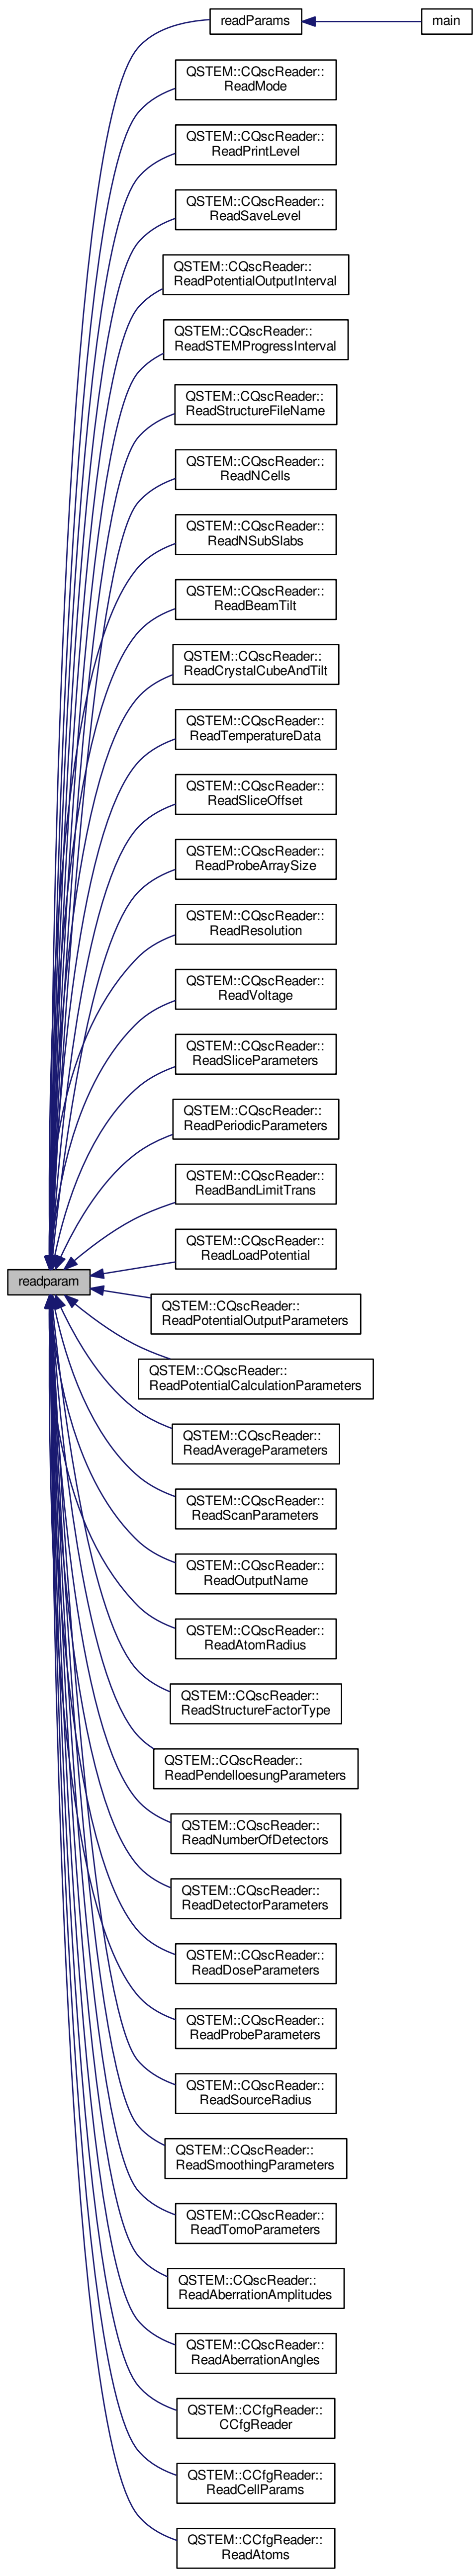 readParams
main
QSTEM::CQscReader::
ReadMode
QSTEM::CQscReader::
ReadPrintLevel
QSTEM::CQscReader::
ReadSaveLevel
QSTEM::CQscReader::
ReadPotentialOutputInterval
QSTEM::CQscReader::
ReadSTEMProgressInterval
QSTEM::CQscReader::
ReadStructureFileName
QSTEM::CQscReader::
ReadNCells
QSTEM::CQscReader::
ReadNSubSlabs
QSTEM::CQscReader::
ReadBeamTilt
QSTEM::CQscReader::
ReadCrystalCubeAndTilt
QSTEM::CQscReader::
ReadTemperatureData
QSTEM::CQscReader::
ReadSliceOffset
QSTEM::CQscReader::
ReadProbeArraySize
QSTEM::CQscReader::
ReadResolution
QSTEM::CQscReader::
ReadVoltage
QSTEM::CQscReader::
ReadSliceParameters
QSTEM::CQscReader::
ReadPeriodicParameters
QSTEM::CQscReader::
ReadBandLimitTrans
QSTEM::CQscReader::
ReadLoadPotential
readparam
QSTEM::CQscReader::
ReadPotentialOutputParameters
QSTEM::CQscReader::
ReadPotentialCalculationParameters
QSTEM::CQscReader::
ReadAverageParameters
QSTEM::CQscReader::
ReadScanParameters
QSTEM::CQscReader::
ReadOutputName
QSTEM::CQscReader::
ReadAtomRadius
QSTEM::CQscReader::
ReadStructureFactorType
QSTEM::CQscReader::
ReadPendelloesungParameters
QSTEM::CQscReader::
ReadNumberOfDetectors
QSTEM::CQscReader::
ReadDetectorParameters
QSTEM::CQscReader::
ReadDoseParameters
QSTEM::CQscReader::
ReadProbeParameters
QSTEM::CQscReader::
ReadSourceRadius
QSTEM::CQscReader::
ReadSmoothingParameters
QSTEM::CQscReader::
ReadTomoParameters
QSTEM::CQscReader::
ReadAberrationAmplitudes
QSTEM::CQscReader::
ReadAberrationAngles
QSTEM::CCfgReader::
CCfgReader
QSTEM::CCfgReader::
ReadCellParams
QSTEM::CCfgReader::
ReadAtoms